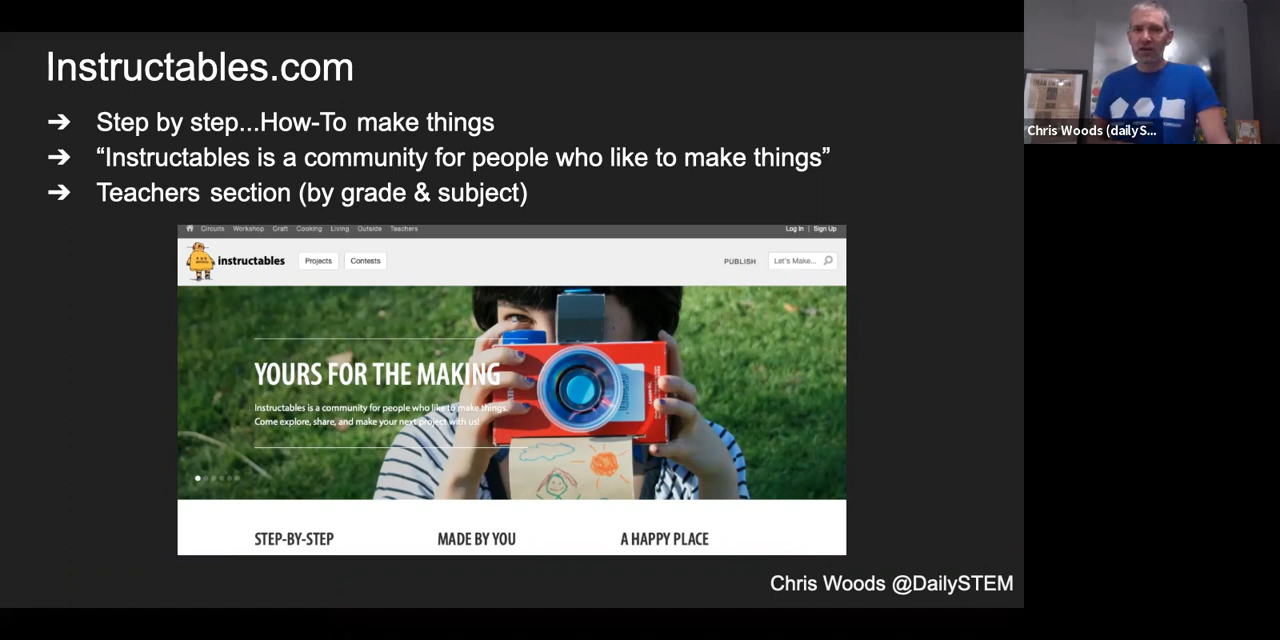 Instructables.com
➔ Step by step...How-To make things
➔ “Instructables is a community for people who like to make things”
➔ Teachers section (by grade & subject)
Circuits Workshop Craft Cooking Living Outside Teachers
Log In | Sign Up
instructables
Projects
Contests
PUBLISH
Let's Make...
YOURS FOR THE MAKING
Instructables is a community for people who like to make things.
Come explore, share, and make your next project with us!
STEP-BY-STEP
MADE BY YOU
A HAPPY PLACE
Chris Woods @DailySTEM
Chris Woods (dailyS...